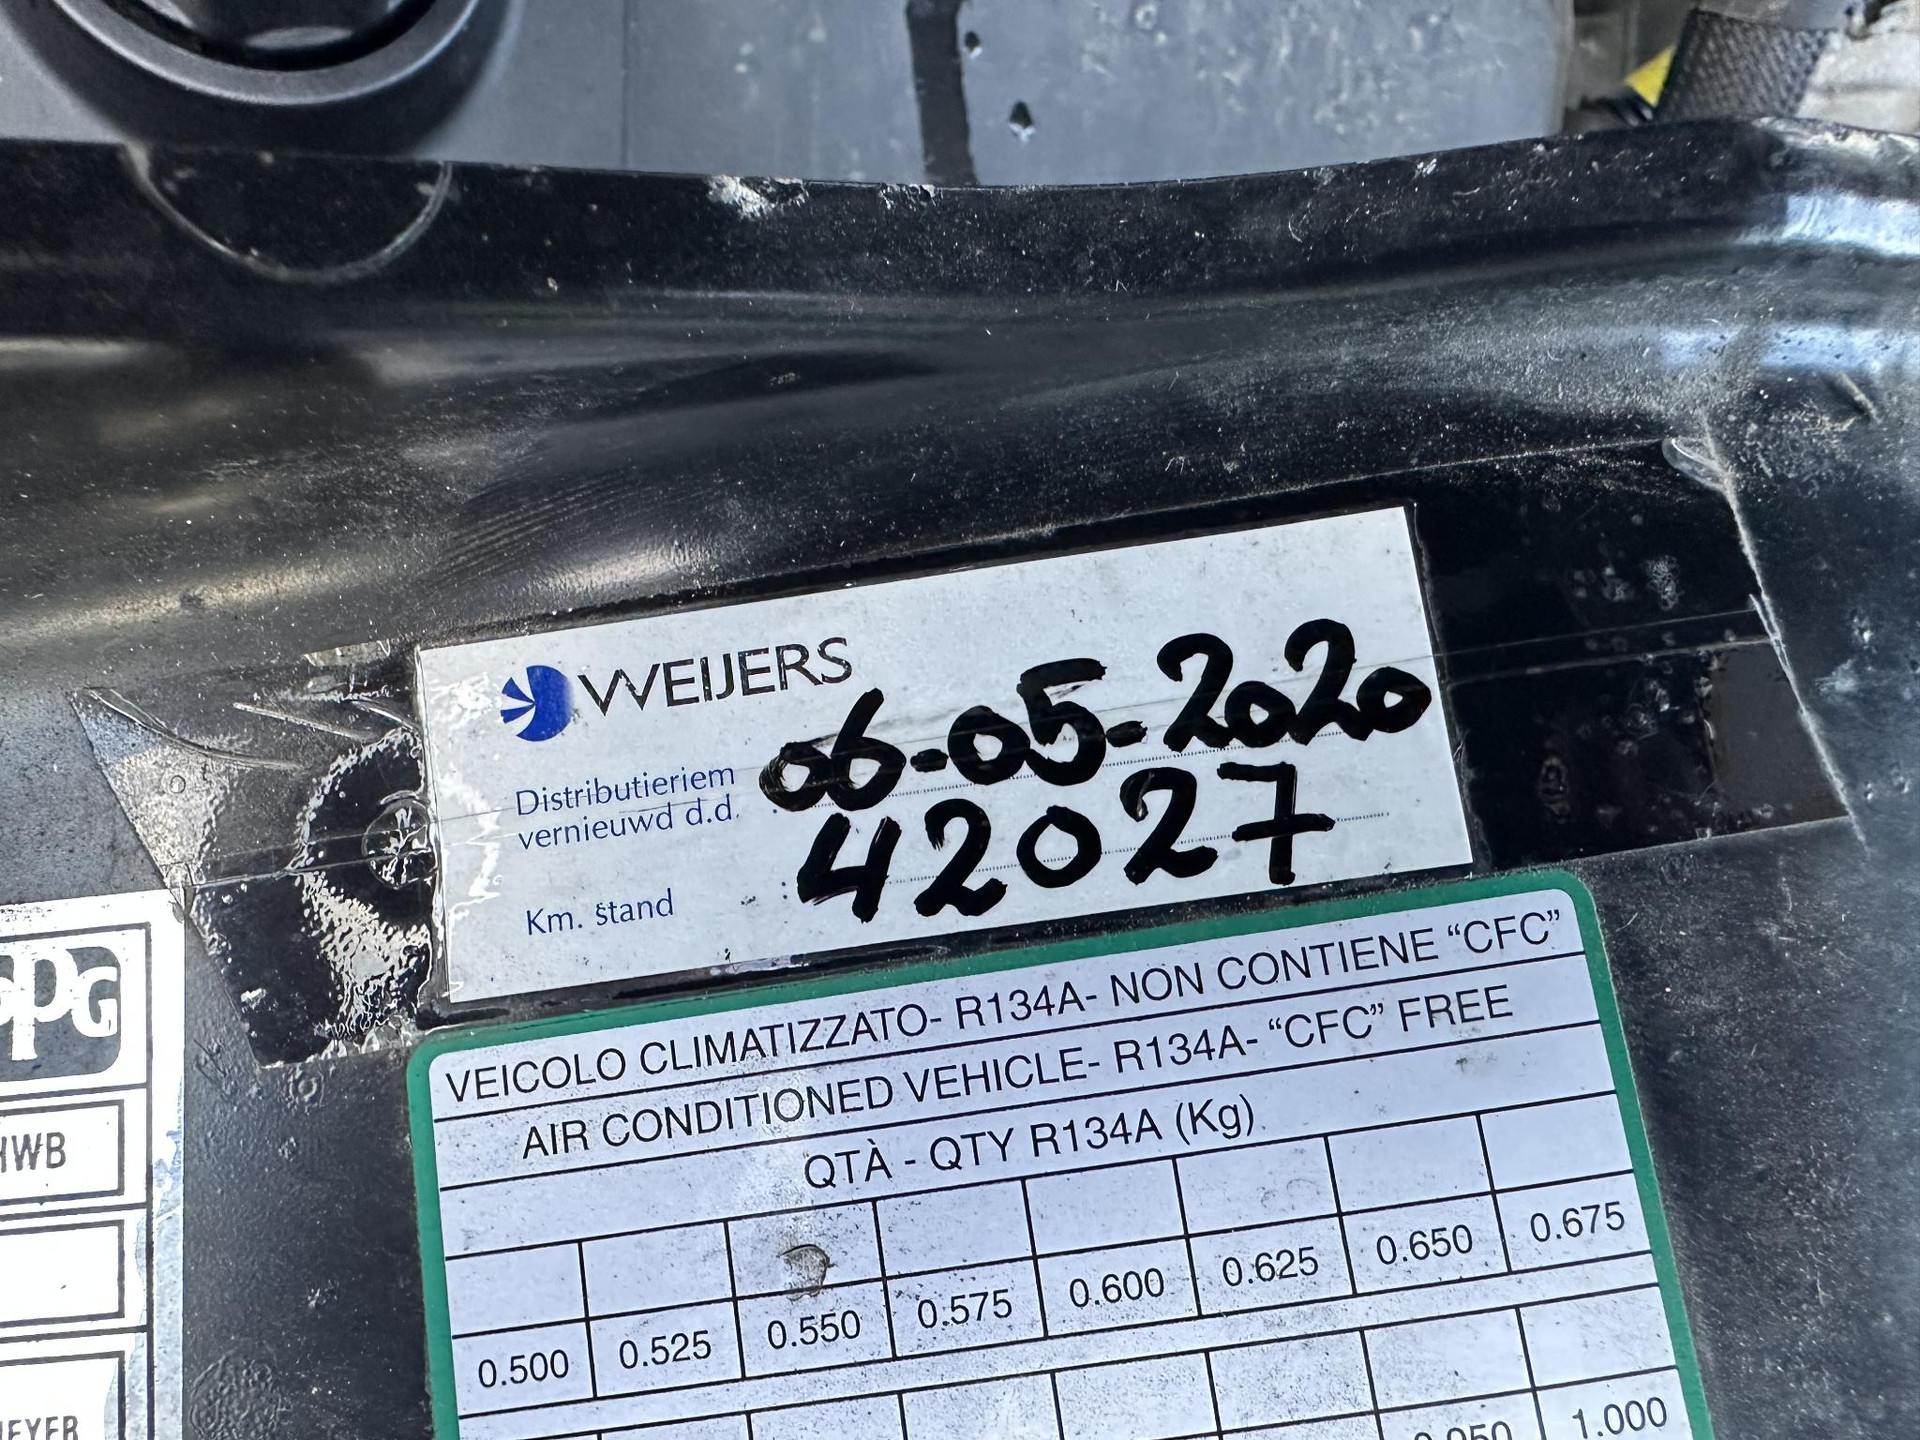 WEIJERS
Distributieriem
vernieuwd d.d. : 06-05-2020
Km. stand : 42027
VEICOLO CLIMATIZZATO- R134A- NON CONTIENE “CFC”
AIR CONDITIONED VEHICLE- R134A- “CFC” FREE
QTÀ - QTY R134A (Kg)
0.500 0.525 0.550 0.575 0.600 0.625 0.650 0.675
1.000
PPG
HWB